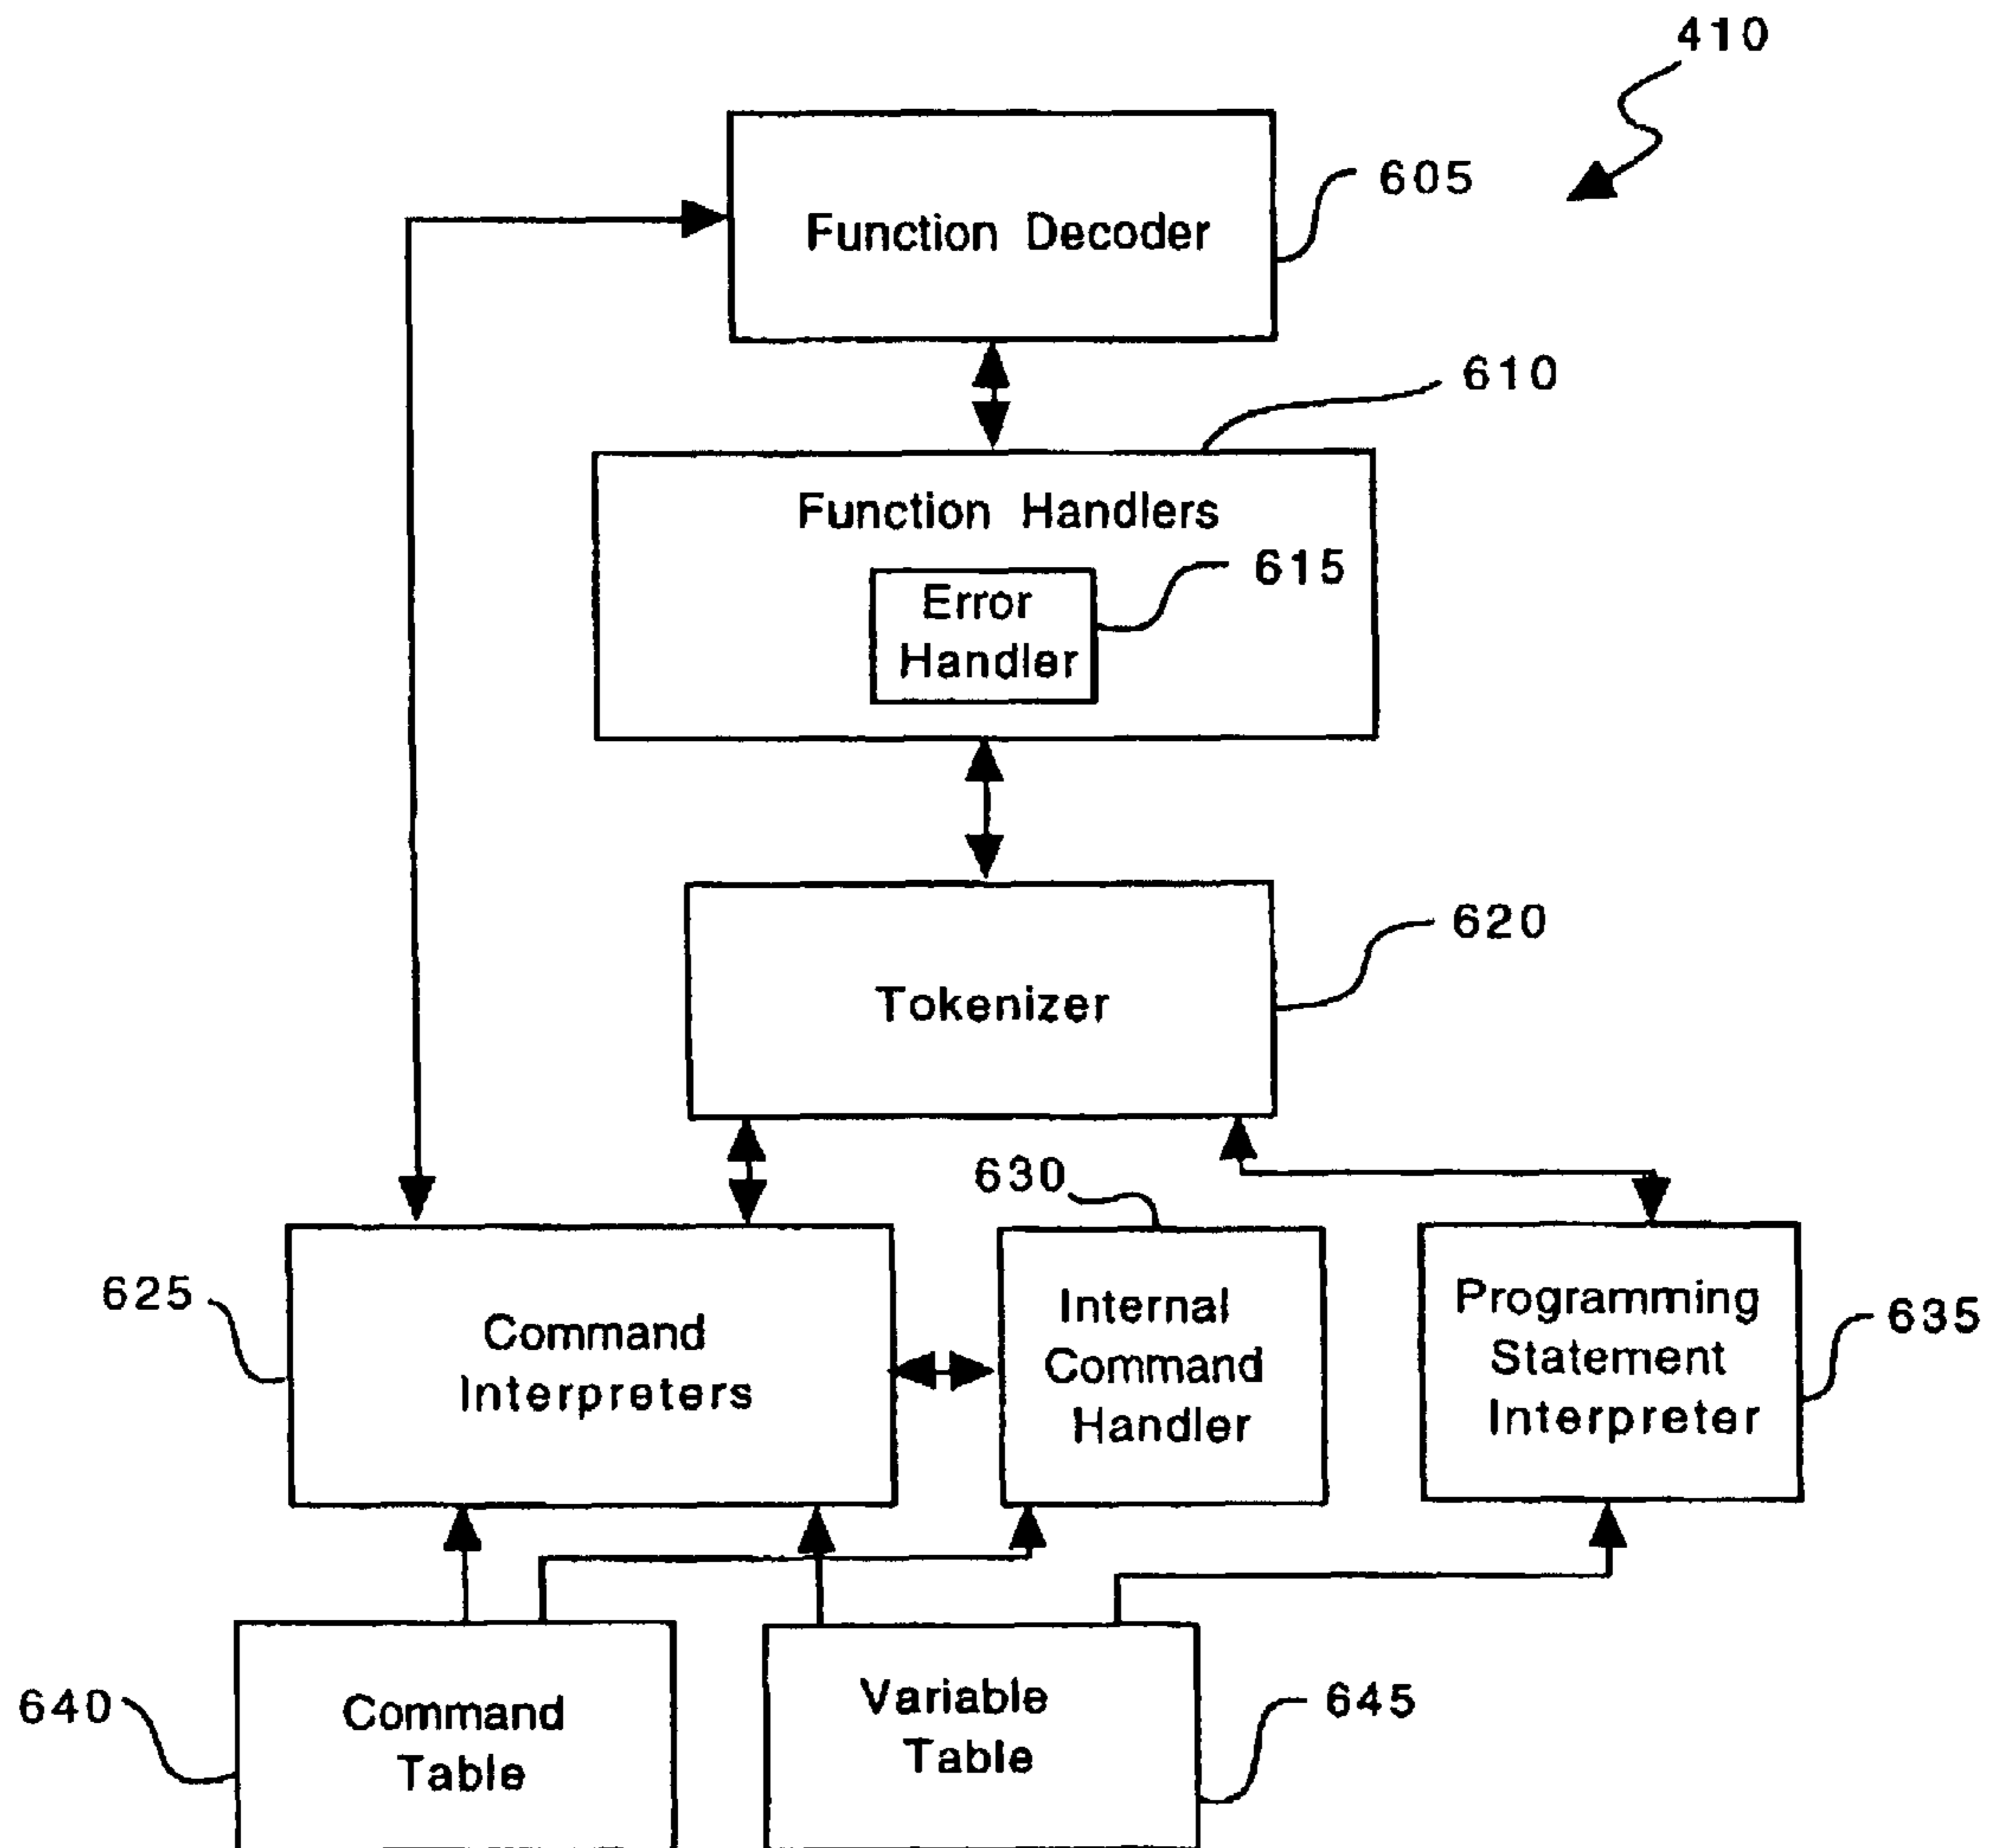 410
Function Decoder
605
610
Function Handlers
Error
Handler
615
Tokenizer
620
630
625
Command
Interpreters
Internal
Command
Handler
Programming
Statement
Interpreter
635
640
Command
Table
Variable
Table
645